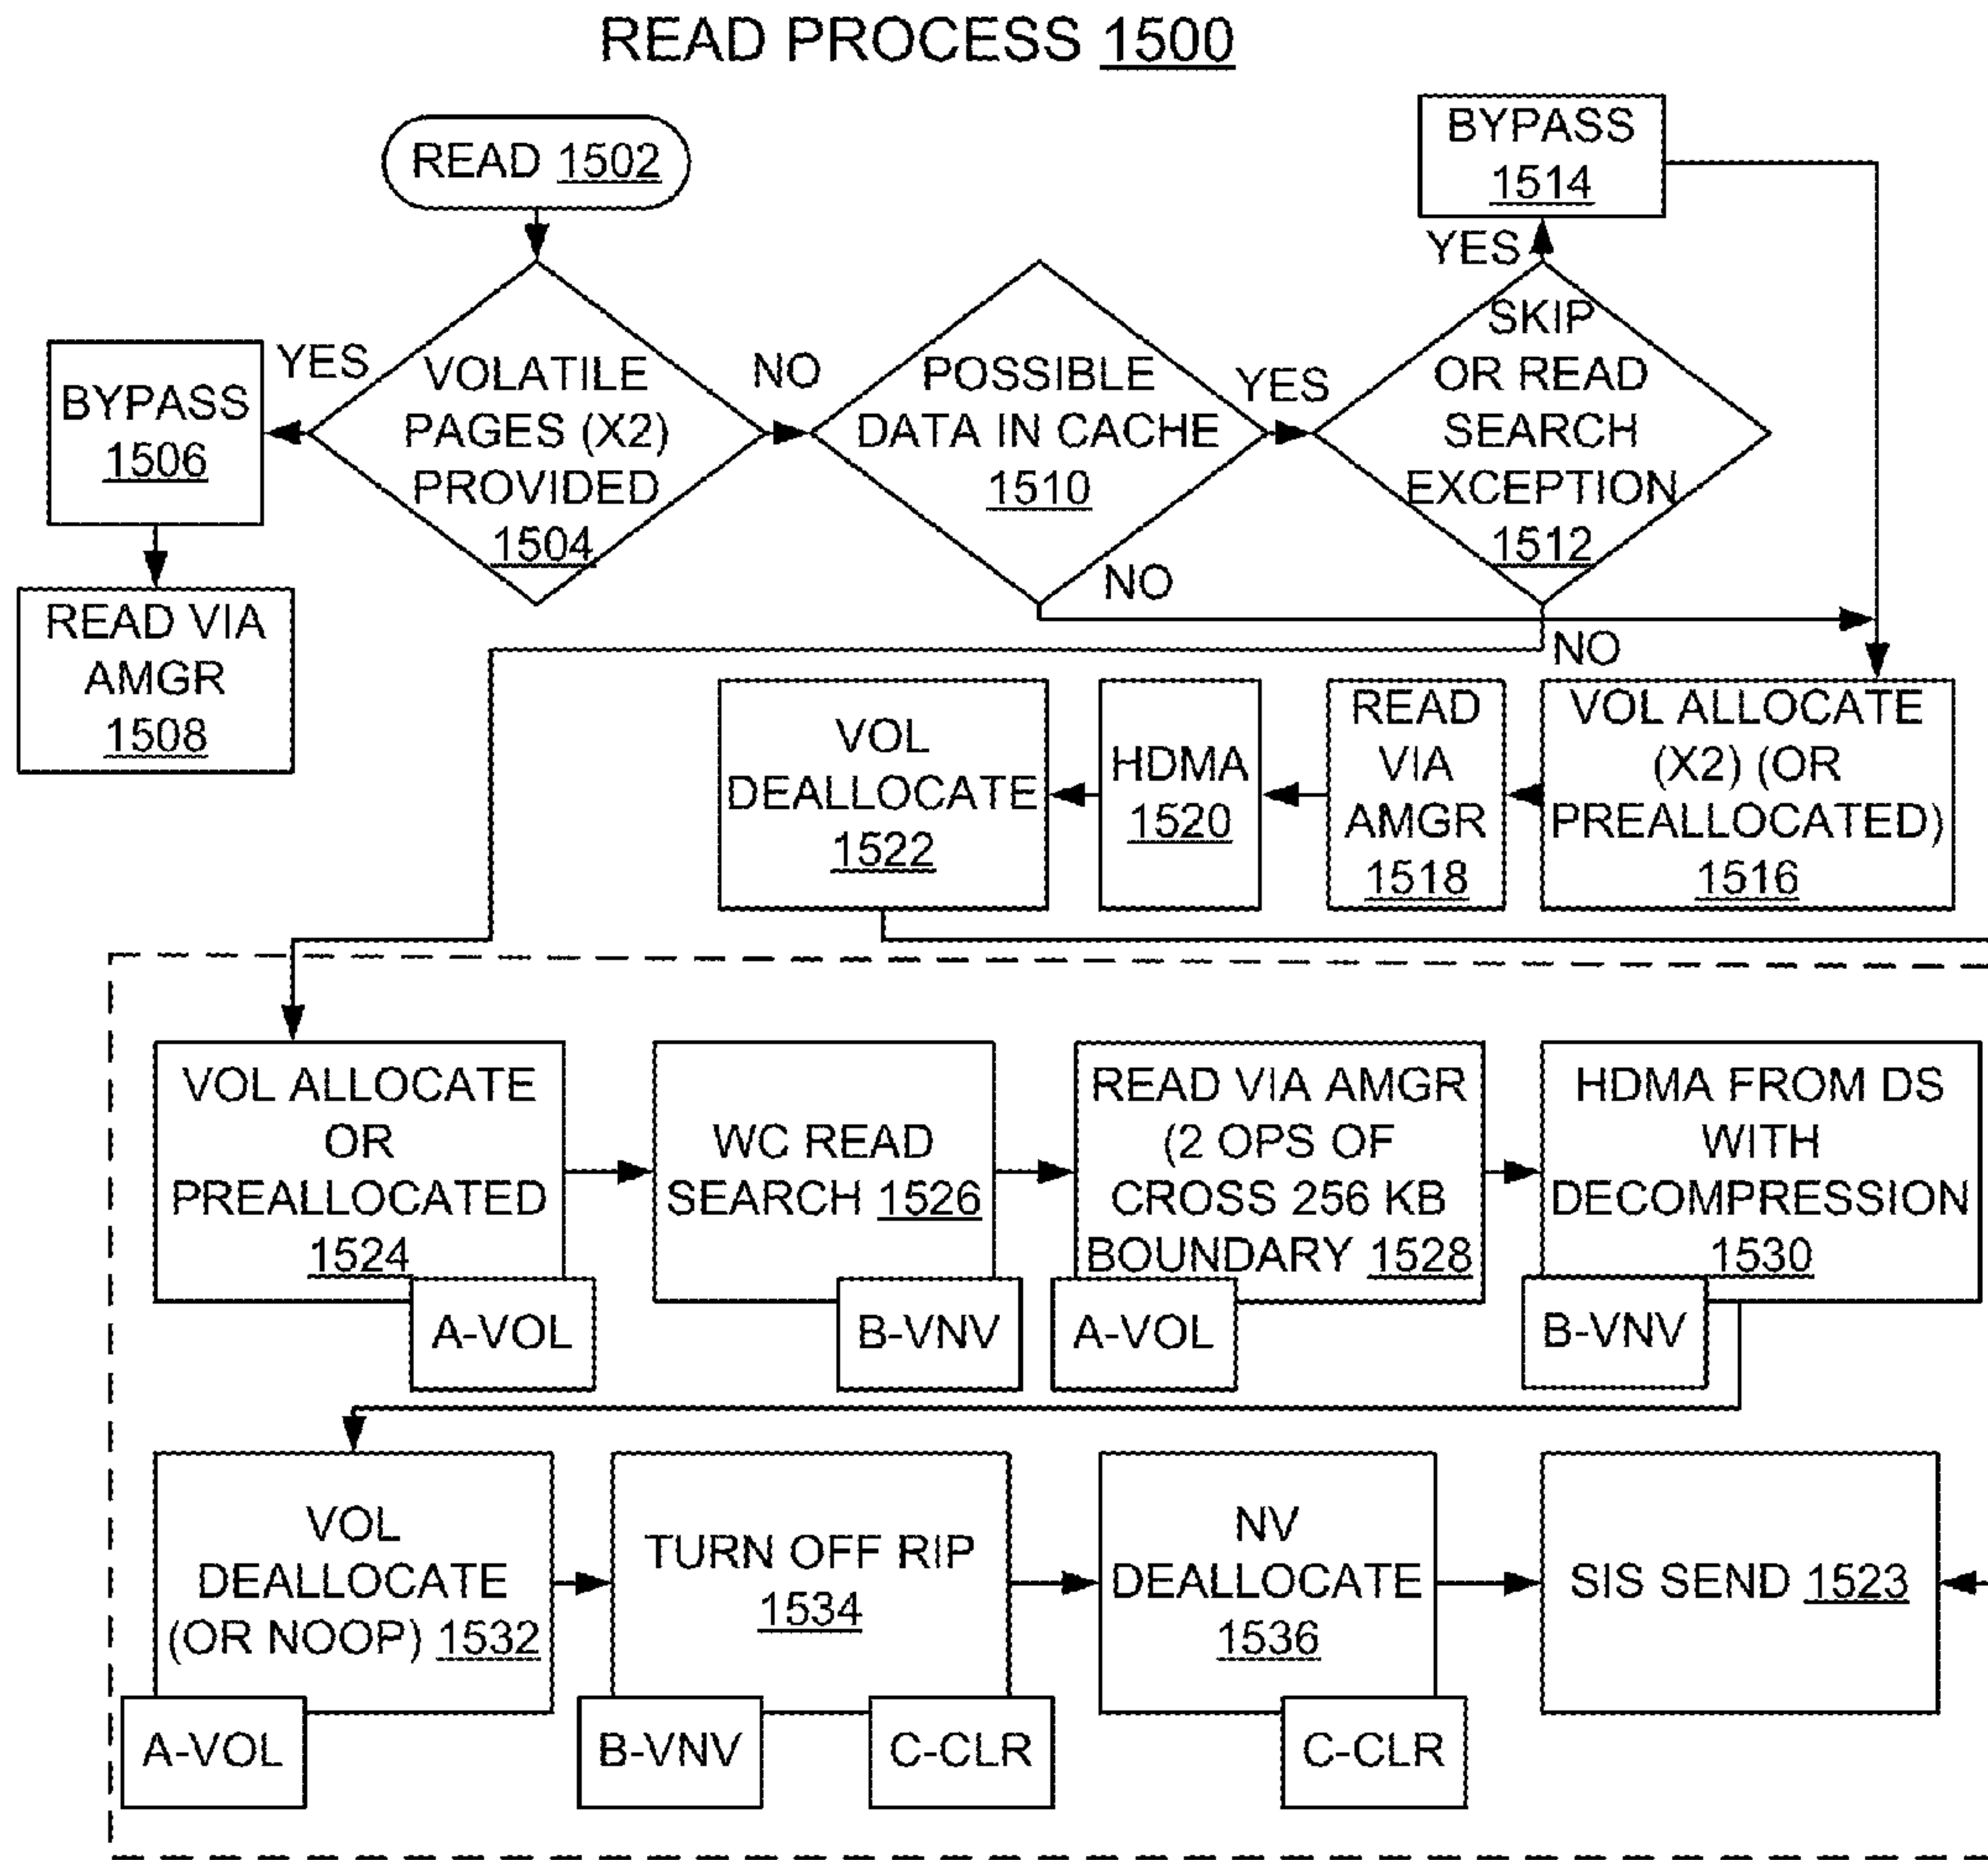 READ PROCESS 1500
READ 1502
BYPASS
1514
YES
SKIP
OR READ
SEARCH
EXCEPTION
1512
YES
VOLATILE
PAGES (X2)
PROVIDED
1504
NO
POSSIBLE
DATA IN CACHE
1510
YES
BYPASS
1506
READ VIA
AMGR
1508
NO
NO
VOL
DEALLOCATE
1522
HDMA
1520
READ
VIA
AMGR
1518
VOL ALLOCATE
(X2) (OR
PREALLOCATED)
1516
VOL ALLOCATE
OR
PREALLOCATED
1524
A-VOL
WC READ
SEARCH 1526
B-VNV
READ VIA AMGR
(2 OPS OF
CROSS 256 KB
BOUNDARY 1528
A-VOL
HDMA FROM DS
WITH
DECOMPRESSION
1530
B-VNV
VOL
DEALLOCATE
(OR NOOP) 1532
A-VOL
TURN OFF RIP
1534
B-VNV
C-CLR
NV
DEALLOCATE
1536
C-CLR
SIS SEND 1523